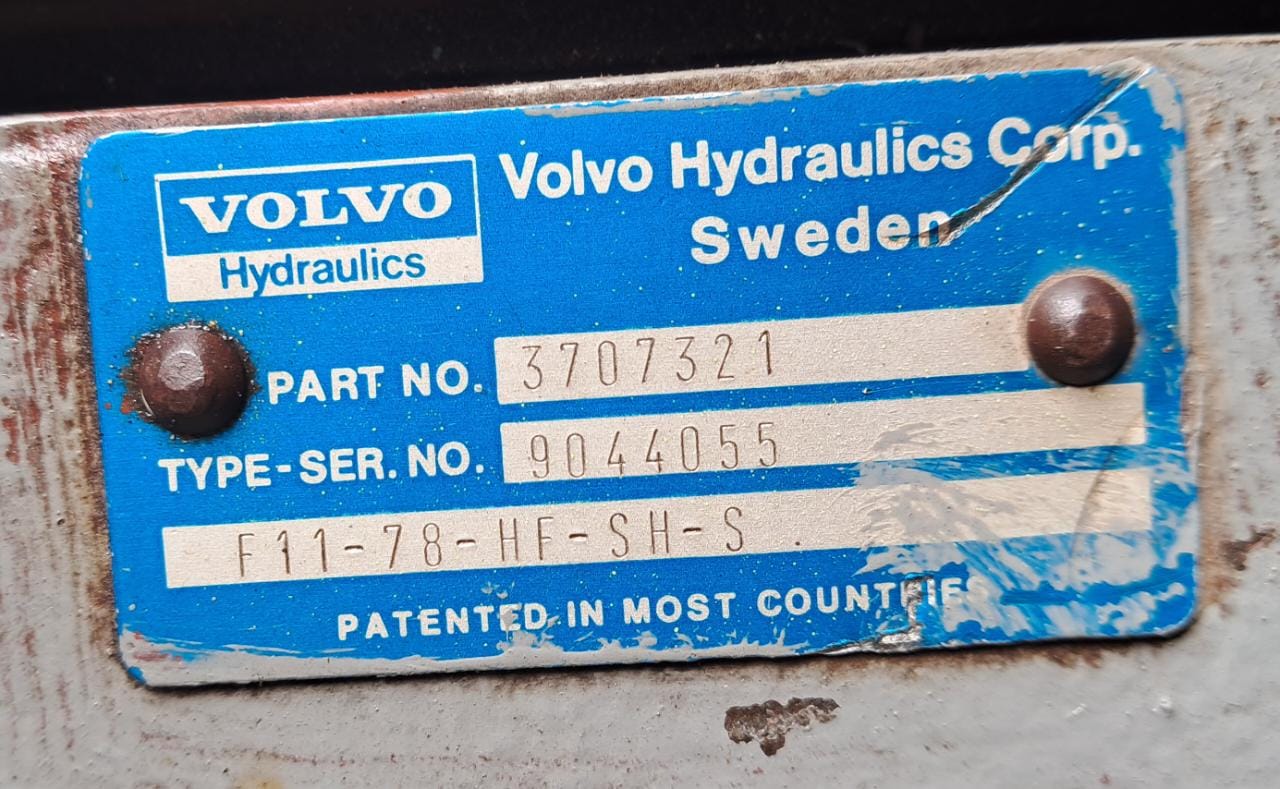 VOLVO
Hydraulics
Volvo Hydraulics Corp.
Sweden
PART NO. 3707321
TYPE-SER. NO. 9044055
F11-78-HF-SH-S
PATENTED IN MOST COUNTRIES